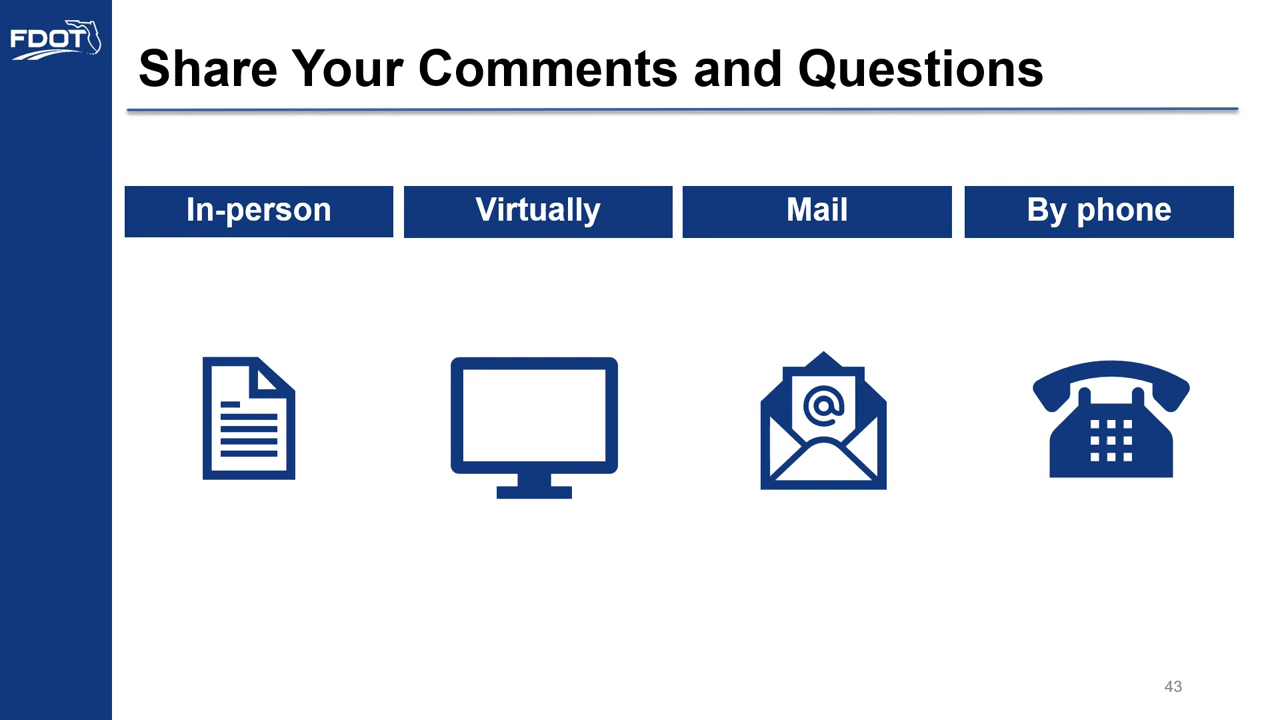 FDOT
Share Your Comments and Questions
In-person
Virtually
Mail
By phone
@
43